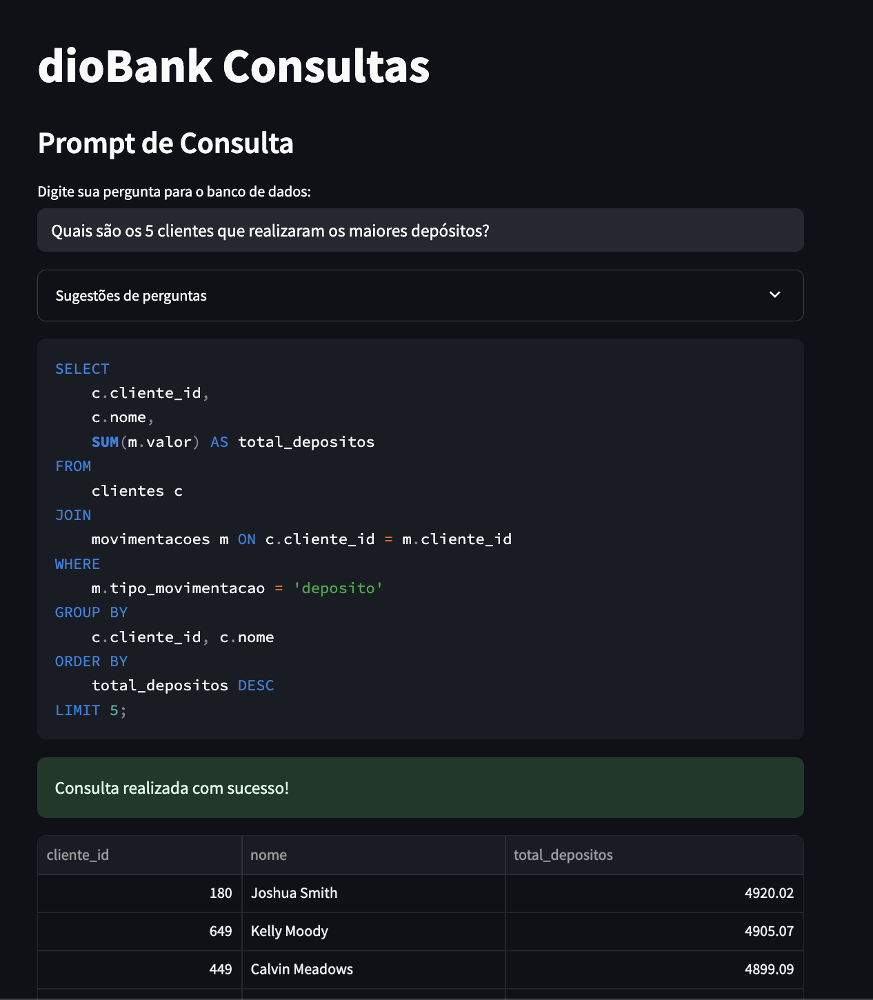 dioBank Consultas
Prompt de Consulta
Digite sua pergunta para o banco de dados:
Quais são os 5 clientes que realizaram os maiores depósitos?
Sugestões de perguntas
SELECT
    c.cliente_id,
    c.nome,
    SUM(m.valor) AS total_depositos
FROM
    clientes c
JOIN
    movimentacoes m ON c.cliente_id = m.cliente_id
WHERE
    m.tipo_movimentacao = 'deposito'
GROUP BY
    c.cliente_id, c.nome
ORDER BY
    total_depositos DESC
LIMIT 5;
Consulta realizada com sucesso!
cliente_id nome total_depositos
180 Joshua Smith 4920.02
649 Kelly Moody 4905.07
449 Calvin Meadows 4899.09